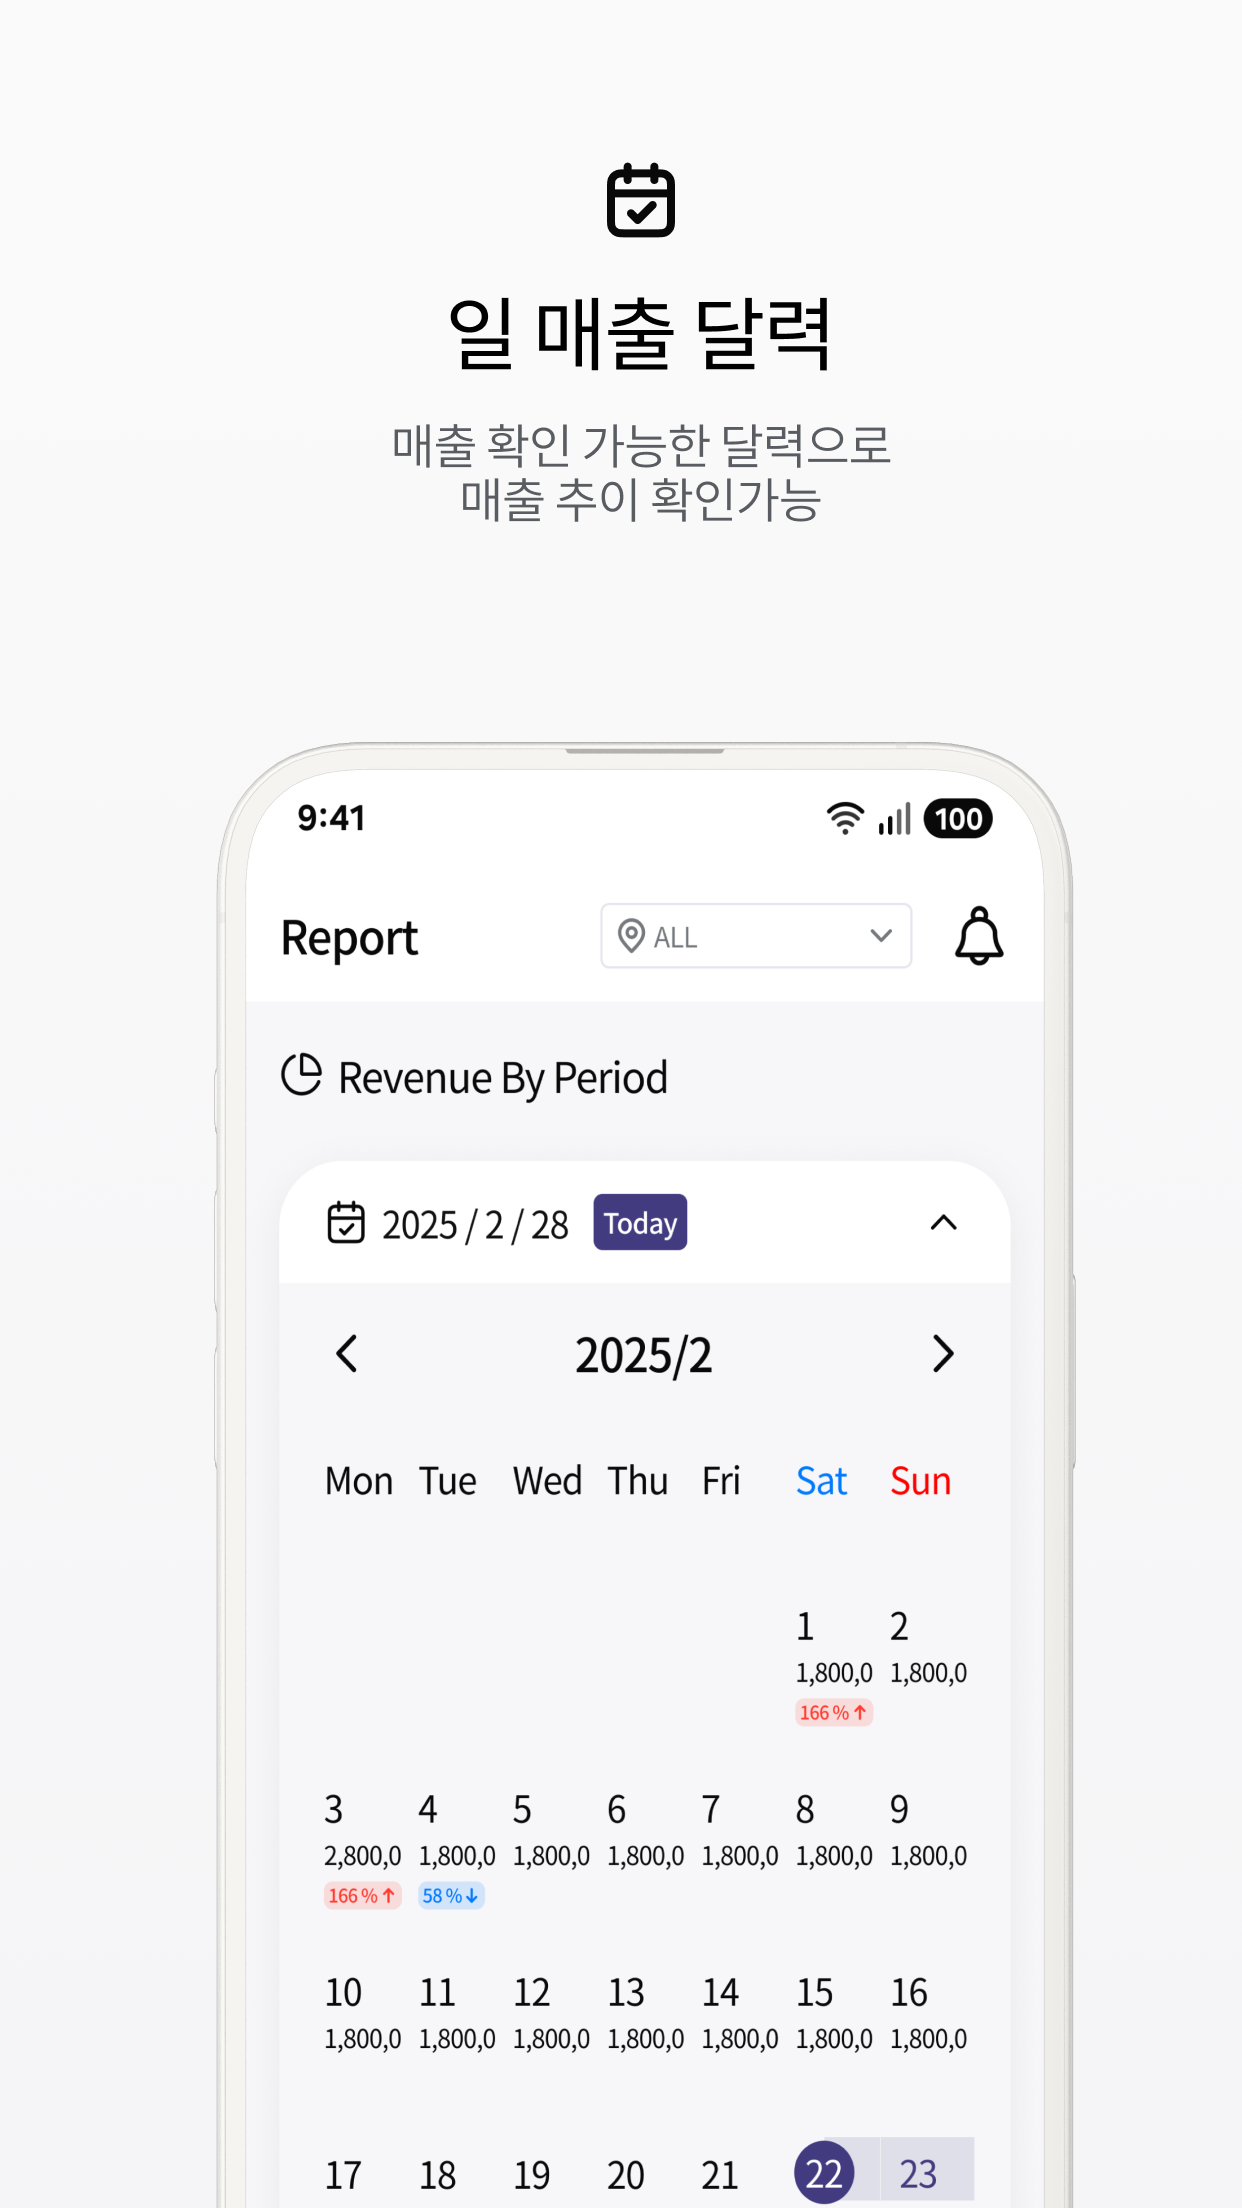 일 매출 달력
매출 확인 가능한 달력으로
매출 추이 확인가능
9:41 100
Report ALL
Revenue By Period
2025 / 2 / 28 Today
2025/2
Mon Tue Wed Thu Fri Sat Sun
1 2
1,800,0 1,800,0
166 % ↑
3 4 5 6 7 8 9
2,800,0 1,800,0 1,800,0 1,800,0 1,800,0 1,800,0 1,800,0
166 % ↑ 58 % ↓
10 11 12 13 14 15 16
1,800,0 1,800,0 1,800,0 1,800,0 1,800,0 1,800,0 1,800,0
17 18 19 20 21 22 23